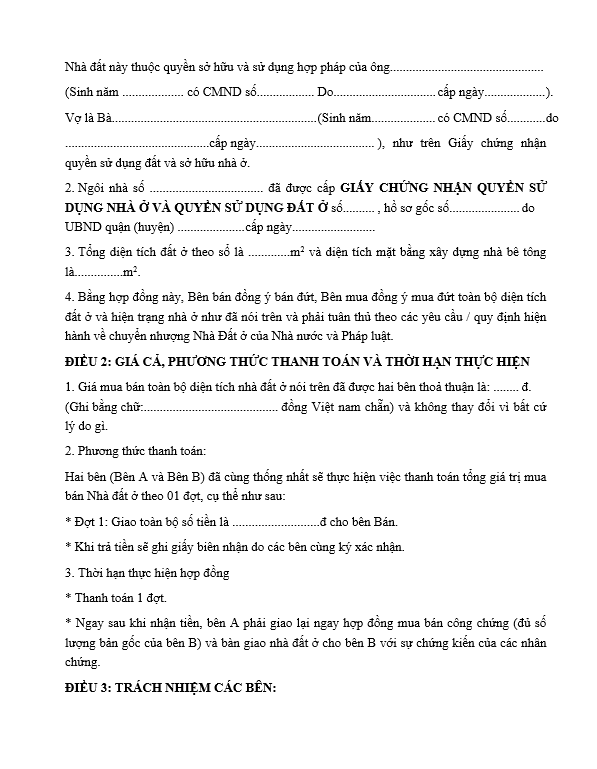 Nhà đất này thuộc quyền sở hữu và sử dụng hợp pháp của ông................................................
(Sinh năm ................... có CMND số.................. Do................................ cấp ngày...................).
Vợ là Bà................................................................(Sinh năm.................... có CMND số............do
.............................................cấp ngày..................................... ), như trên Giấy chứng nhận
quyền sử dụng đất và sở hữu nhà ở.
2. Ngôi nhà số ................................... đã được cấp GIẤY CHỨNG NHẬN QUYỀN SỬ
DỤNG NHÀ Ở VÀ QUYỀN SỬ DỤNG ĐẤT Ở số.......... , hồ sơ gốc số...................... do
UBND quận (huyện) .....................cấp ngày..........................
3. Tổng diện tích đất ở theo sổ là .............m² và diện tích mặt bằng xây dựng nhà bê tông
là...............m².
4. Bằng hợp đồng này, Bên bán đồng ý bán đứt, Bên mua đồng ý mua đứt toàn bộ diện tích
đất ở và hiện trạng nhà ở như đã nói trên và phải tuân thủ theo các yêu cầu / quy định hiện
hành về chuyển nhượng Nhà Đất ở của Nhà nước và Pháp luật.
ĐIỀU 2: GIÁ CẢ, PHƯƠNG THỨC THANH TOÁN VÀ THỜI HẠN THỰC HIỆN
1. Giá mua bán toàn bộ diện tích nhà đất ở nói trên đã được hai bên thoả thuận là: ........ đ.
(Ghi bằng chữ:.......................................... đồng Việt nam chẵn) và không thay đổi vì bất cứ
lý do gì.
2. Phương thức thanh toán:
Hai bên (Bên A và Bên B) đã cùng thống nhất sẽ thực hiện việc thanh toán tổng giá trị mua
bán Nhà đất ở theo 01 đợt, cụ thể như sau:
* Đợt 1: Giao toàn bộ số tiền là ...........................đ cho bên Bán.
* Khi trả tiền sẽ ghi giấy biên nhận do các bên cùng ký xác nhận.
3. Thời hạn thực hiện hợp đồng
* Thanh toán 1 đợt.
* Ngay sau khi nhận tiền, bên A phải giao lại ngay hợp đồng mua bán công chứng (đủ số
lượng bản gốc của bên B) và bàn giao nhà đất ở cho bên B với sự chứng kiến của các nhân
chứng.
ĐIỀU 3: TRÁCH NHIỆM CÁC BÊN: